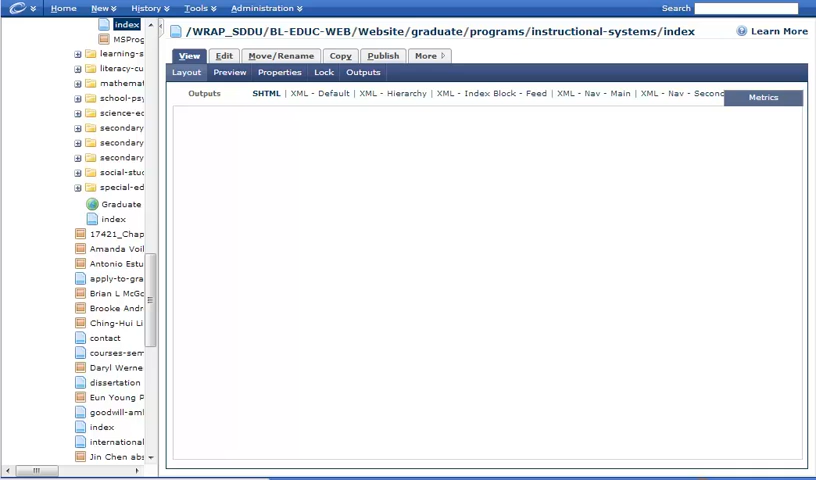 Home New History Tools Administration Search
/WRAP_SDDU/BL-EDUC-WEB/Website/graduate/programs/instructional-systems/index Learn More
View Edit Move/Rename Copy Publish More
Layout Preview Properties Lock Outputs
Outputs SHTML | XML - Default | XML - Hierarchy | XML - Index Block - Feed | XML - Nav - Main | XML - Nav - Second
Metrics
index
MSProg
learning-s
literacy-cu
mathemat
school-psy
science-ed
secondary
secondary
secondary
social-stud
special-ed
Graduate
index
17421_Chap
Amanda Voil
Antonio Estu
apply-to-gra
Brian L McGo
Brooke Andr
Ching-Hui Li
contact
courses-sem
Daryl Werne
dissertation
Eun Young P
goodwill-aml
index
international
Jin Chen abs